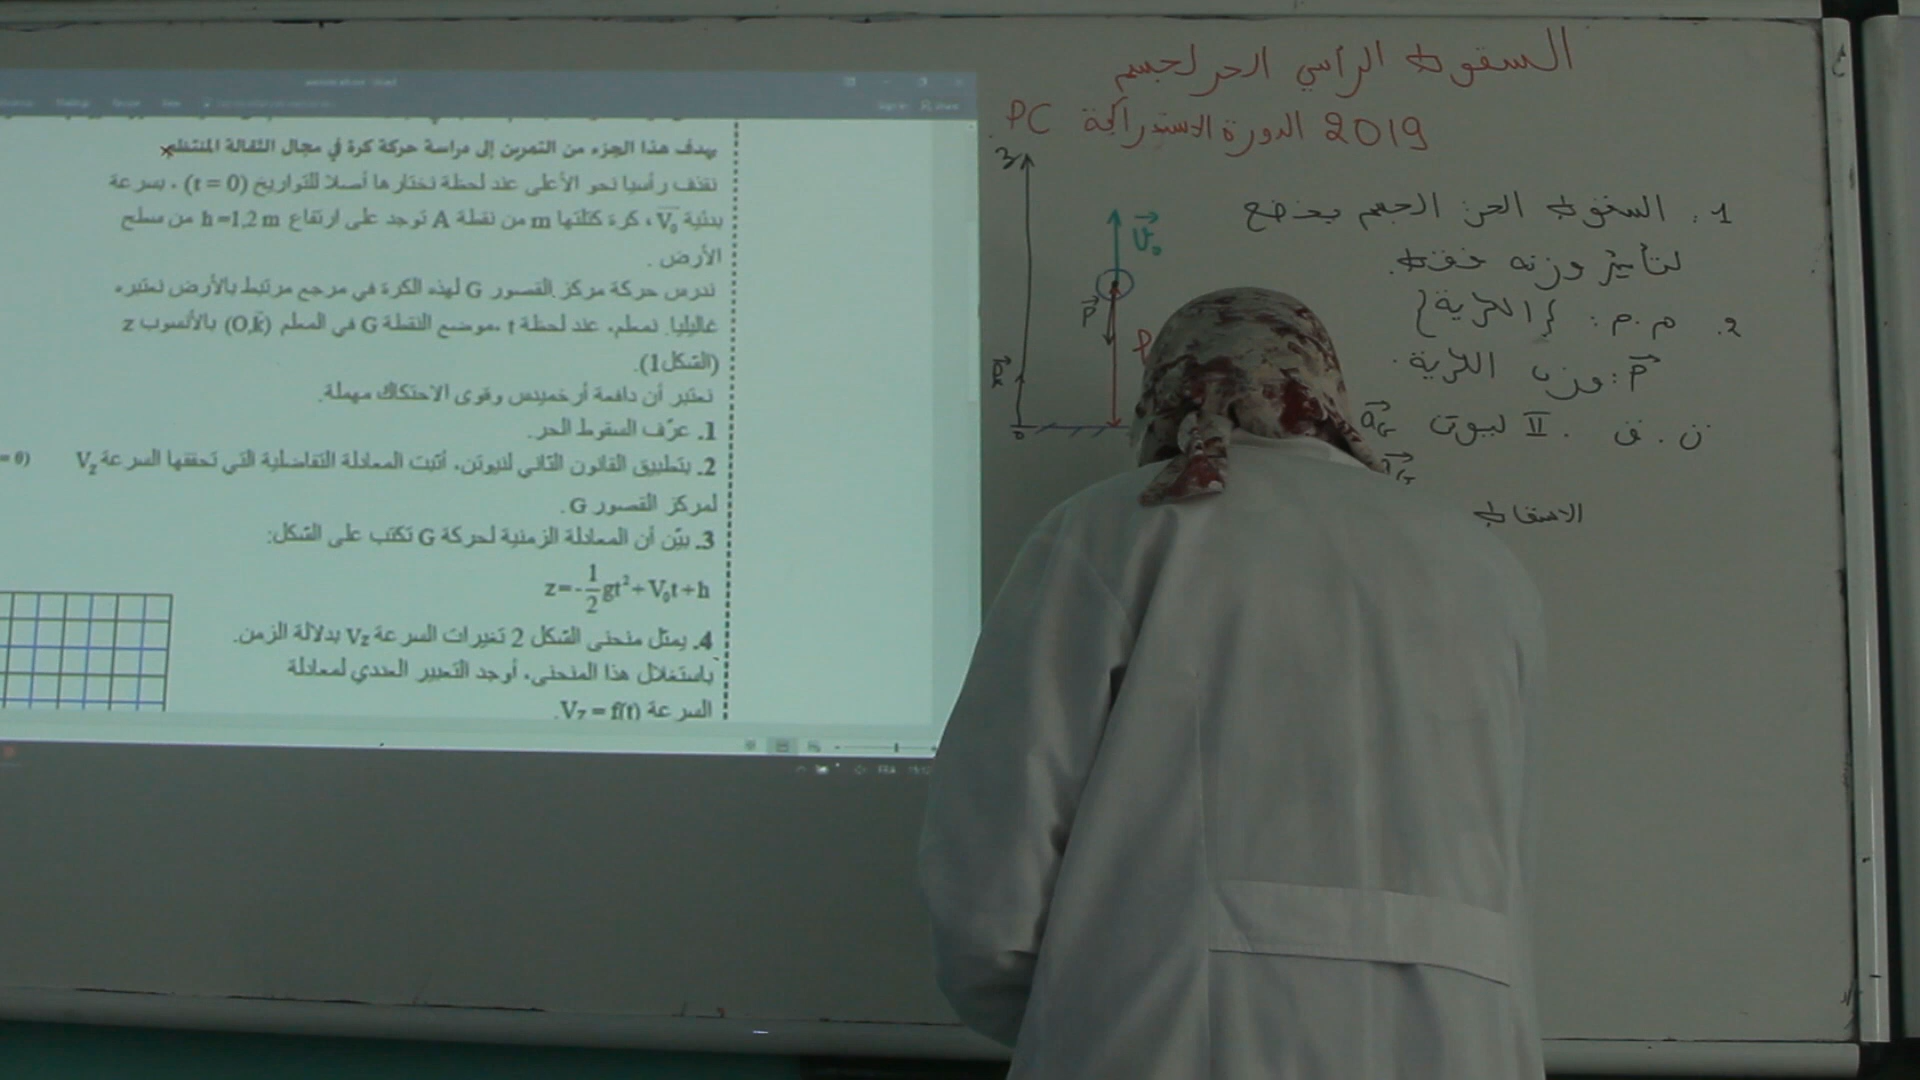 السقوط الرأسي الحر لجسم
2019 الدورة الاستدراكية PC
1. السقوط الحر: الجسم يخضع
لتأثير وزنه فقط.
2. م.م: {الكرية}
P: وزن الكرية.
ن. ق. II لنيوتن aG
الاسقاط
z
V₀
P
يهدف هذا الجزء من التمرين إلى دراسة حركة كرة في مجال الثقالة المنتظم
نقذف رأسيا نحو الأعلى عند لحظة نختارها أصلا للتواريخ (t = 0) ، بسرعة
بدئية V₀ ، كرة كتلتها m من نقطة A توجد على ارتفاع h=1,2 m من سطح
الأرض .
ندرس حركة مركز القصور G لهذه الكرة في مرجع مرتبط بالأرض نعتبره
غاليليا. نمعلم، عند لحظة t ،موضع النقطة G في المعلم (O,k) بالأنسوب z
(الشكل1).
نعتبر أن دافعة أرخميدس وقوى الاحتكاك مهملة.
1. عرّف السقوط الحر.
2. بتطبيق القانون الثاني لنيوتن، أثبت المعادلة التفاضلية التي تحققها السرعة Vz
لمركز القصور G .
3. بيّن أن المعادلة الزمنية لحركة G تكتب على الشكل:
z=-1/2gt²+V₀t+h
4. يمثل منحنى الشكل 2 تغيرات السرعة Vz بدلالة الزمن.
باستغلال هذا المنحنى، أوجد التعبير العددي لمعادلة
السرعة Vz = f(t).
= 0)
FRA